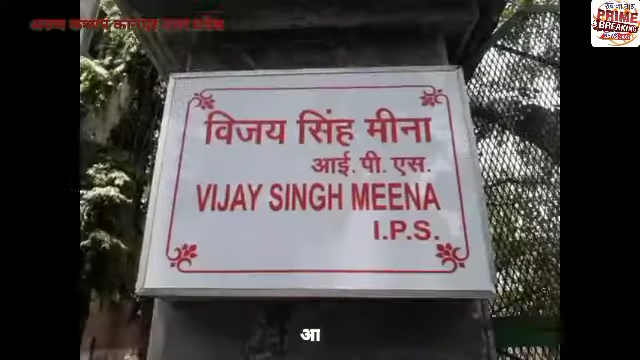 PRIME
BREAKING
विजय सिंह मीना
आई. पी. एस.
VIJAY SINGH MEENA
I.P.S.
आ